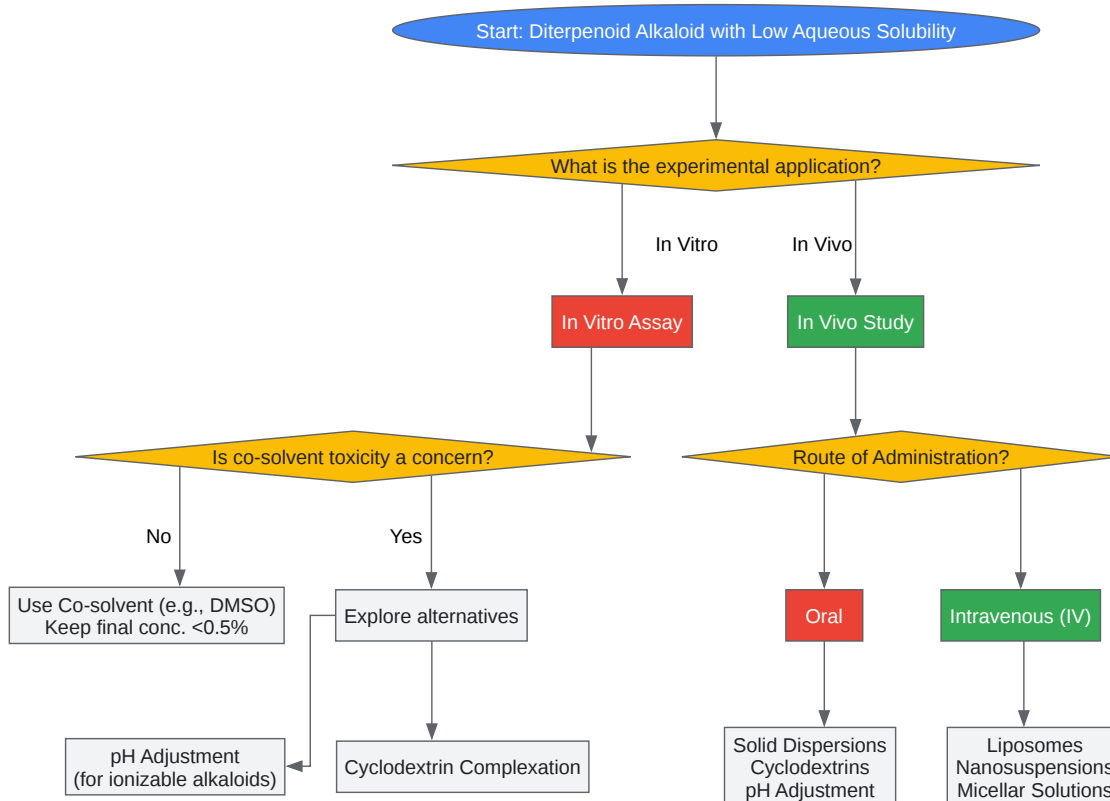 Start: Diterpenoid Alkaloid with Low Aqueous Solubility
What is the experimental application?
In Vitro
In Vivo
In Vitro Assay
In Vivo Study
Is co-solvent toxicity a concern?
Route of Administration?
No
Yes
Use Co-solvent (e.g., DMSO)
Keep final conc. <0.5%
Explore alternatives
Oral
Intravenous (IV)
pH Adjustment
(for ionizable alkaloids)
Cyclodextrin Complexation
Solid Dispersions
Cyclodextrins
pH Adjustment
Liposomes
Nanosuspensions
Micellar Solutions